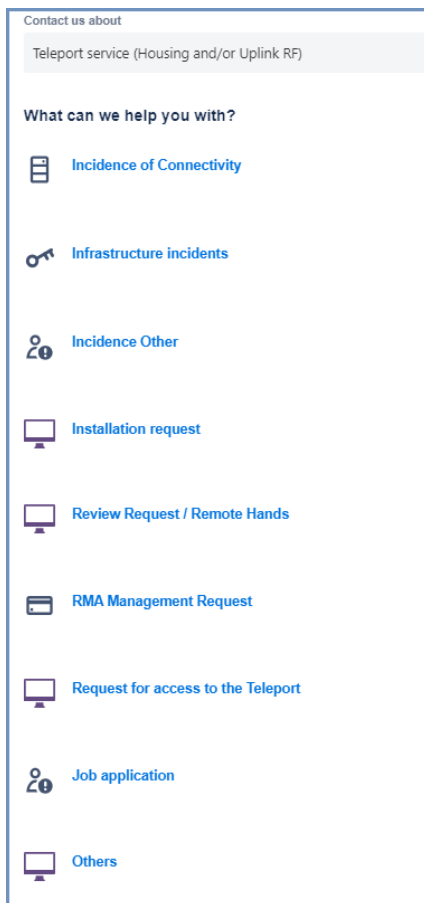 Contact us about
Teleport service (Housing and/or Uplink RF)
What can we help you with?
Incidence of Connectivity
Infrastructure incidents
Incidence Other
Installation request
Review Request / Remote Hands
RMA Management Request
Request for access to the Teleport
Job application
Others